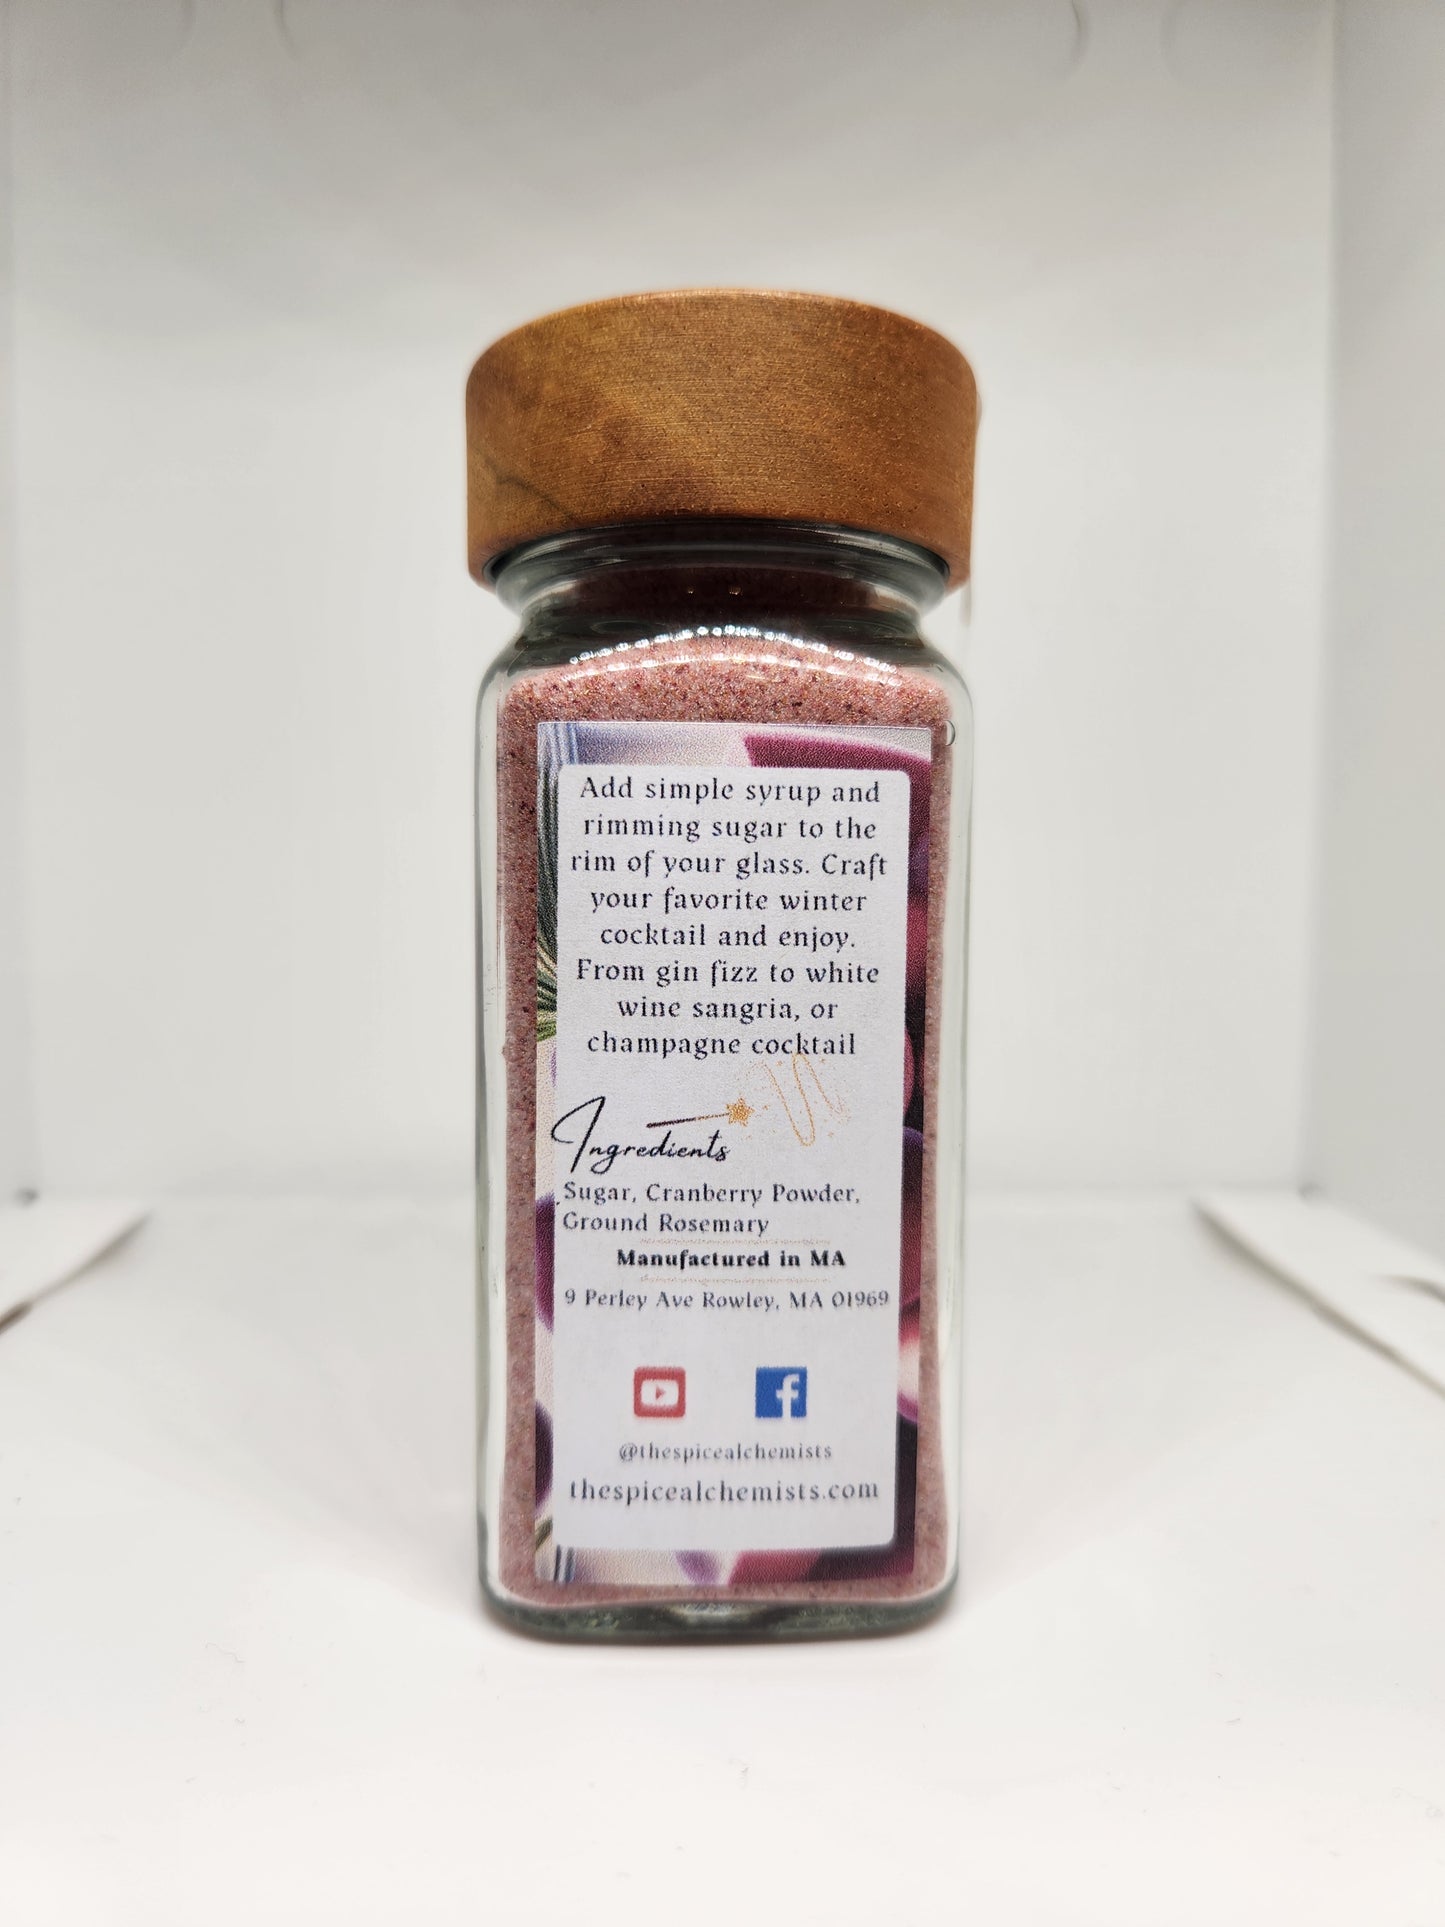 Add simple syrup and
rimming sugar to the
rim of your glass. Craft
your favorite winter
cocktail and enjoy.
From gin fizz to white
wine sangria, or
champagne cocktail
Ingredients
Sugar, Cranberry Powder,
Ground Rosemary
Manufactured in MA
9 Perley Ave Rowley, MA 01969
@thespicealchemists
thespicealchemists.com